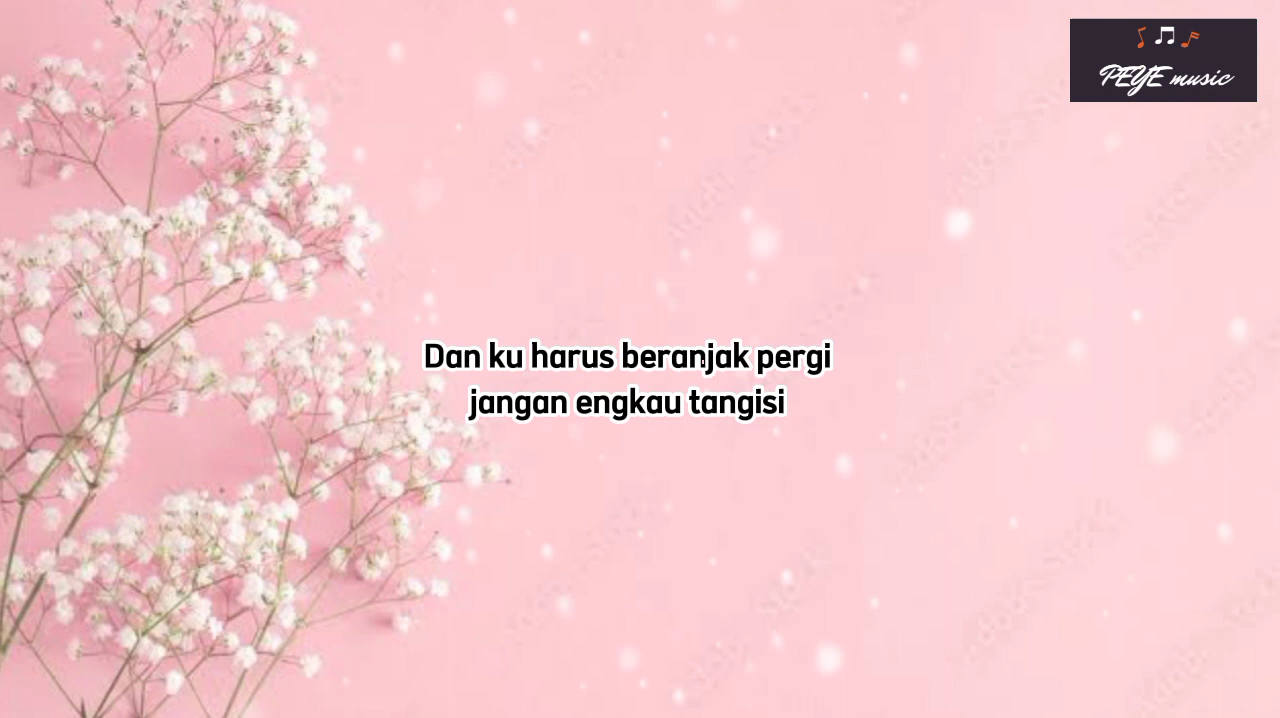 PEYE music
Dan ku harus beranjak pergi
jangan engkau tangisi